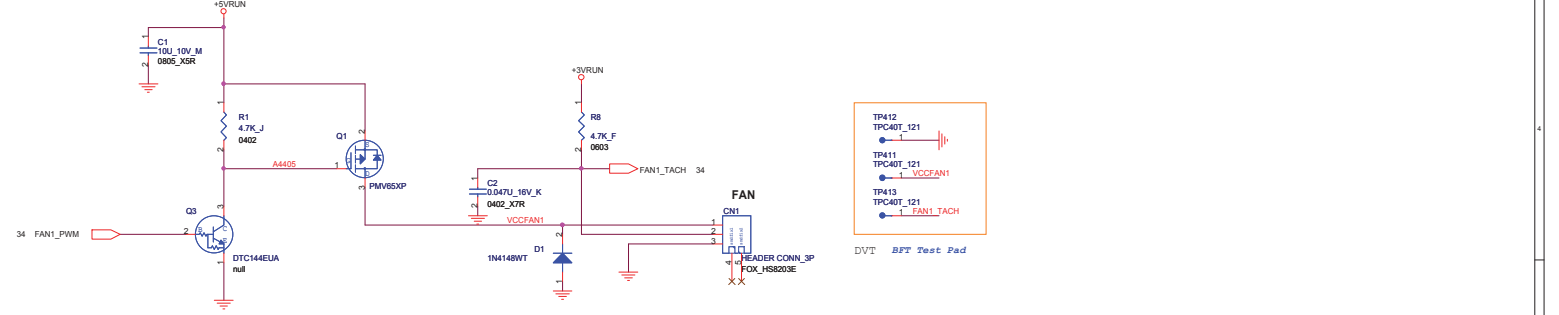 +5VRUN
1
C1
10U_10V_M
2
0805_X5R
+3VRUN
1
R1
4.7K_J
0402
2
1
R8
4.7K_F
0603
2
Q1
2
S
D
A4405
1
3
PMV65XP
FAN1_TACH 34
1
C2
0.047U_16V_K
2
0402_X7R
FAN
CN1
VCCFAN1
1
2
3
4
5
HEADER CONN_3P
FOX_HS8203E
2
D1
1N4148WT
1
Q3
3
34 FAN1_PWM
2
DTC144EUA
1
null
TP412
TPC40T_121
1
TP411
TPC40T_121
1
VCCFAN1
TP413
TPC40T_121
1
FAN1_TACH
DVT BFT Test Pad
4